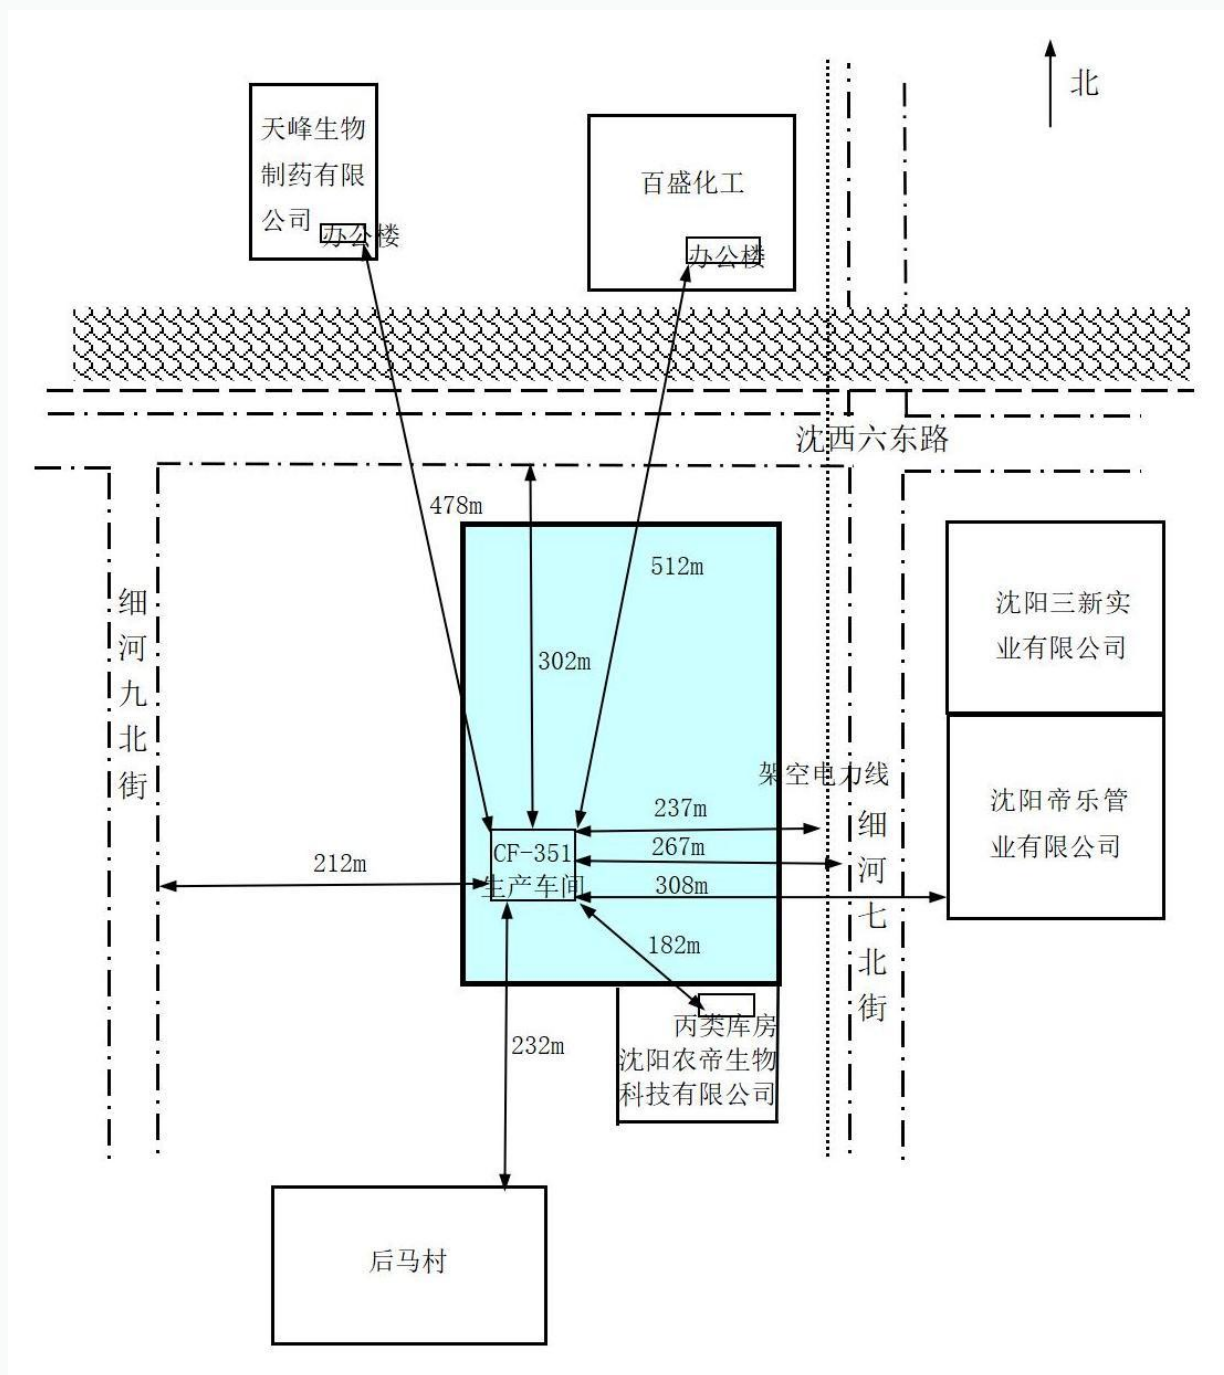 北
天峰生物
制药有限
公司
办公楼
百盛化工
办公楼
沈西六东路
478m
512m
302m
细
河
九
北
街
沈阳三新实
业有限公司
架空电力线
沈阳帝乐管
业有限公司
237m
267m
308m
细
河
七
北
街
CF-351
生产车间
212m
182m
232m
丙类库房
沈阳农帝生物
科技有限公司
后马村